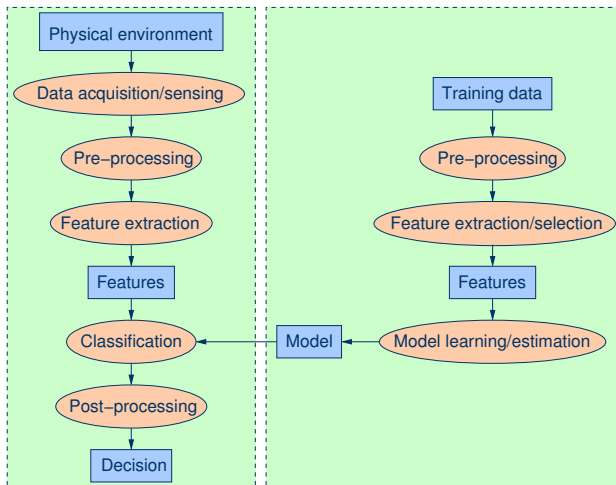 Physical environment
Data acquisition/sensing
Pre−processing
Feature extraction
Features
Classification
Post−processing
Decision
Training data
Pre−processing
Feature extraction/selection
Features
Model learning/estimation
Model